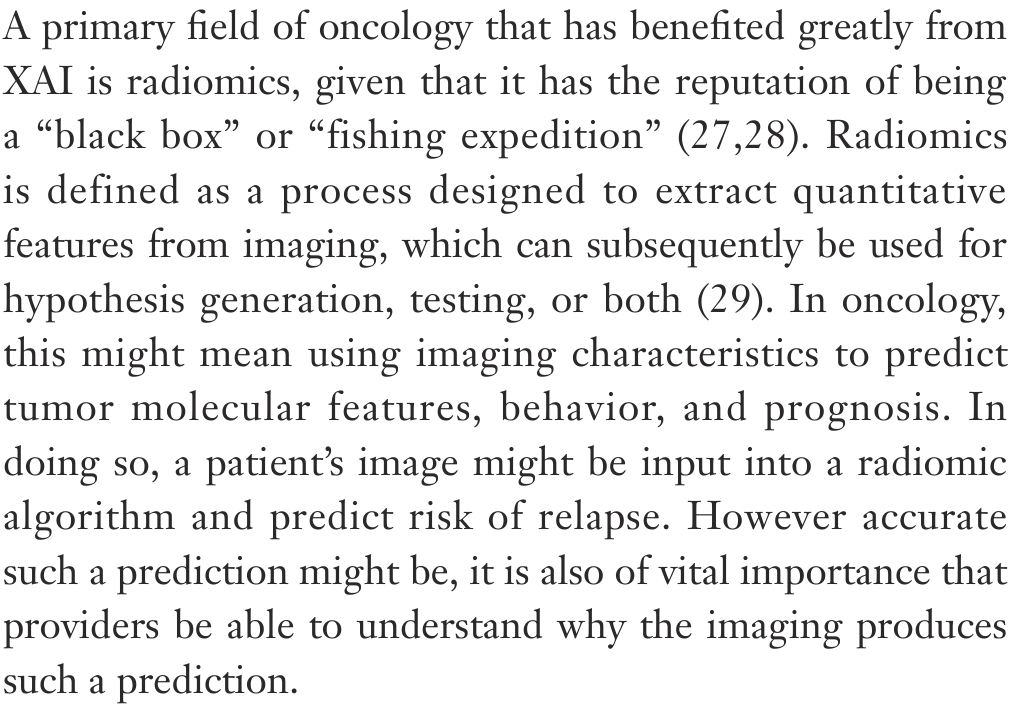 A primary field of oncology that has benefited greatly from
XAI is radiomics, given that it has the reputation of being
a “black box” or “fishing expedition” (27,28). Radiomics
is defined as a process designed to extract quantitative
features from imaging, which can subsequently be used for
hypothesis generation, testing, or both (29). In oncology,
this might mean using imaging characteristics to predict
tumor molecular features, behavior, and prognosis. In
doing so, a patient’s image might be input into a radiomic
algorithm and predict risk of relapse. However accurate
such a prediction might be, it is also of vital importance that
providers be able to understand why the imaging produces
such a prediction.